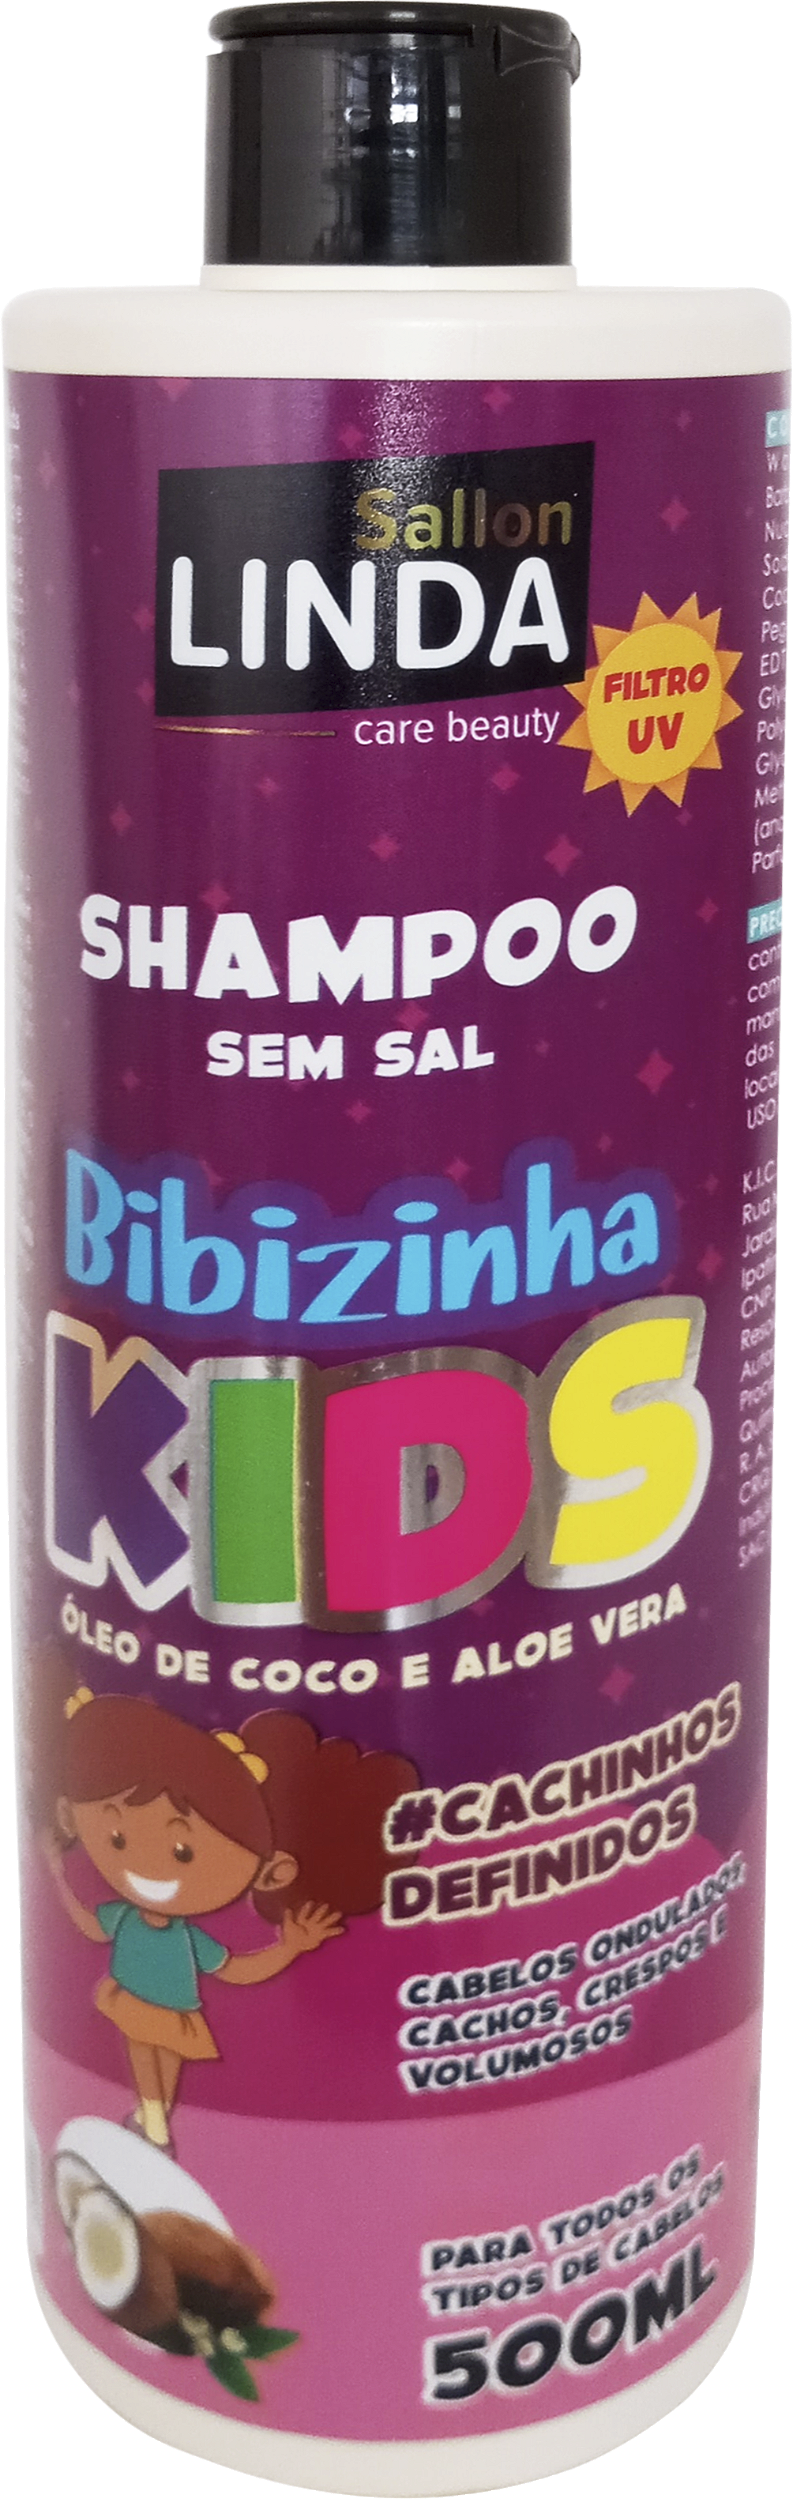 Sallon
LINDA
care beauty
FILTRO
UV
SHAMPOO
SEM SAL
Bibizinha
KIDS
ÓLEO DE COCO E ALOE VERA
#CACHINHOS
DEFINIDOS
CABELOS ONDULADOS,
CACHOS, CRESPOS E
VOLUMOSOS
PARA TODOS OS
TIPOS DE CABELOS
500ML